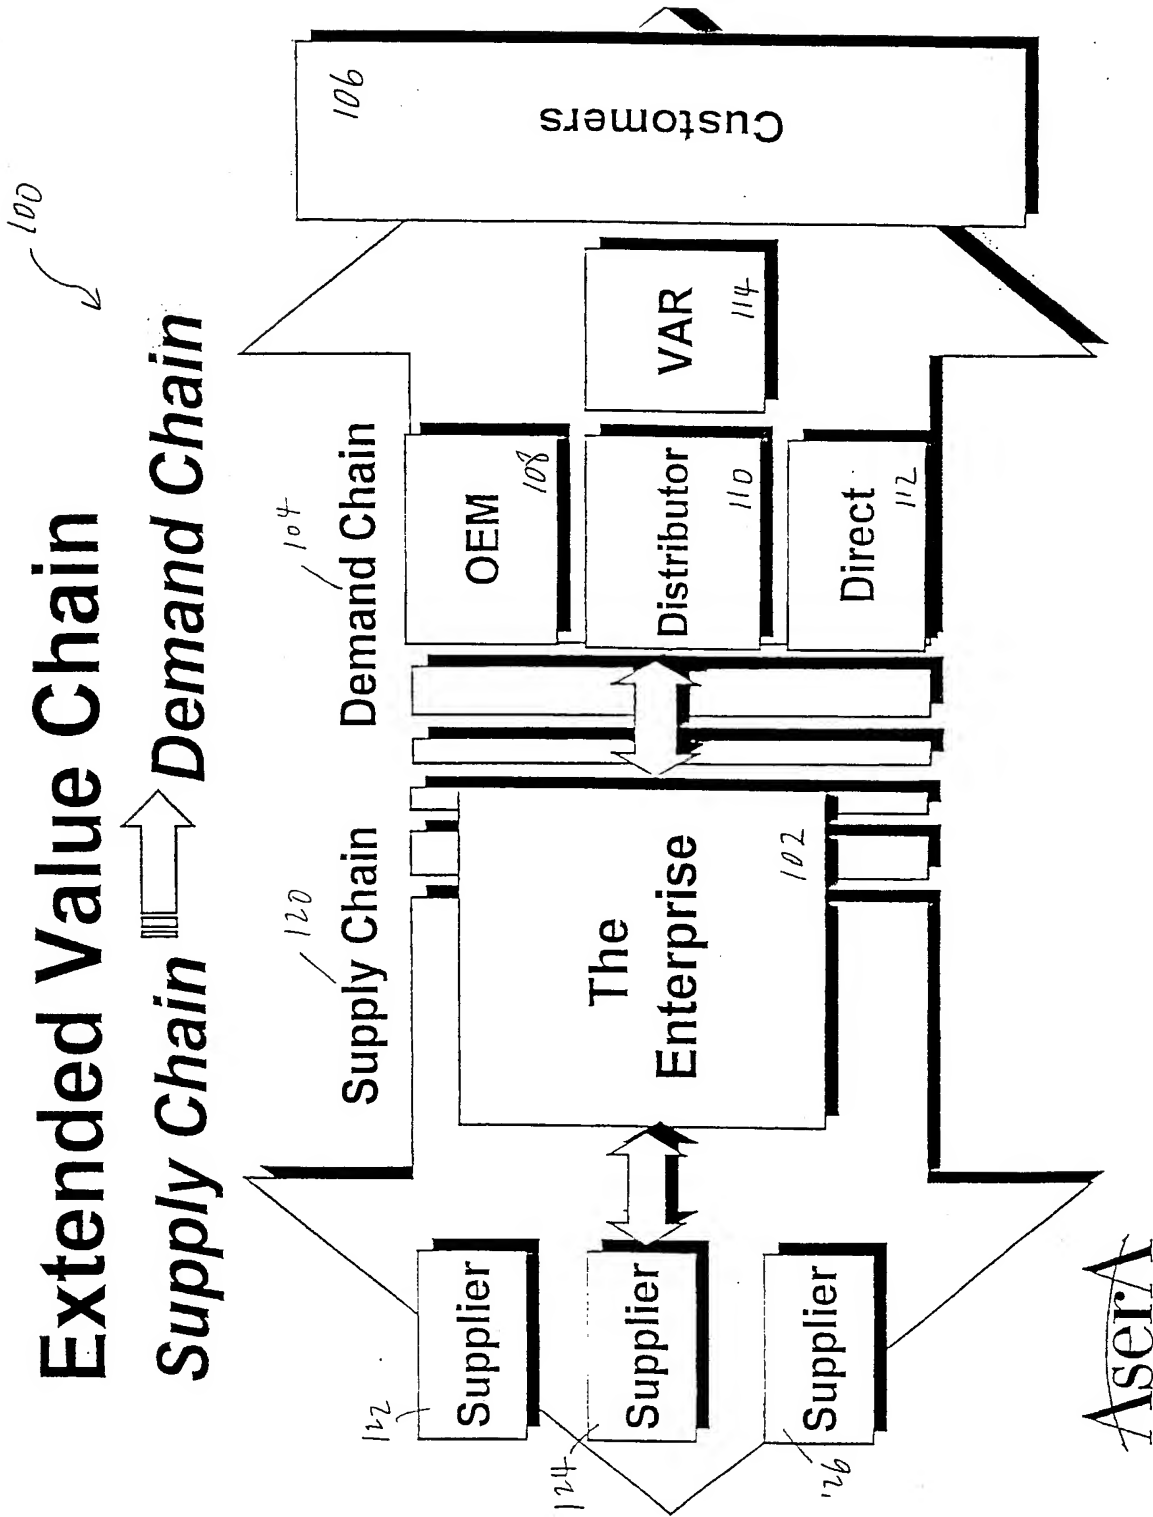 Extended Value Chain
Supply Chain Demand Chain
100
120
104
Supply Chain
Demand Chain
Supplier
122
Supplier
124
Supplier
126
The
Enterprise
102
OEM
108
Distributor
110
Direct
112
VAR
114
Customers
106
AserA